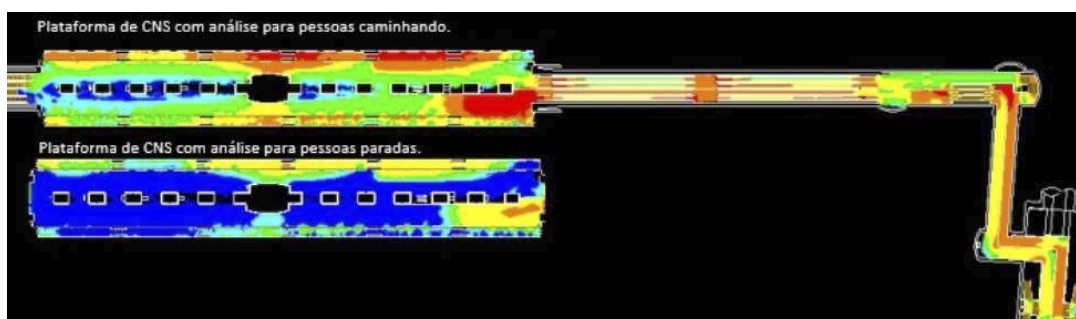 Plataforma de CNS com análise para pessoas caminhando.
Plataforma de CNS com análise para pessoas paradas.